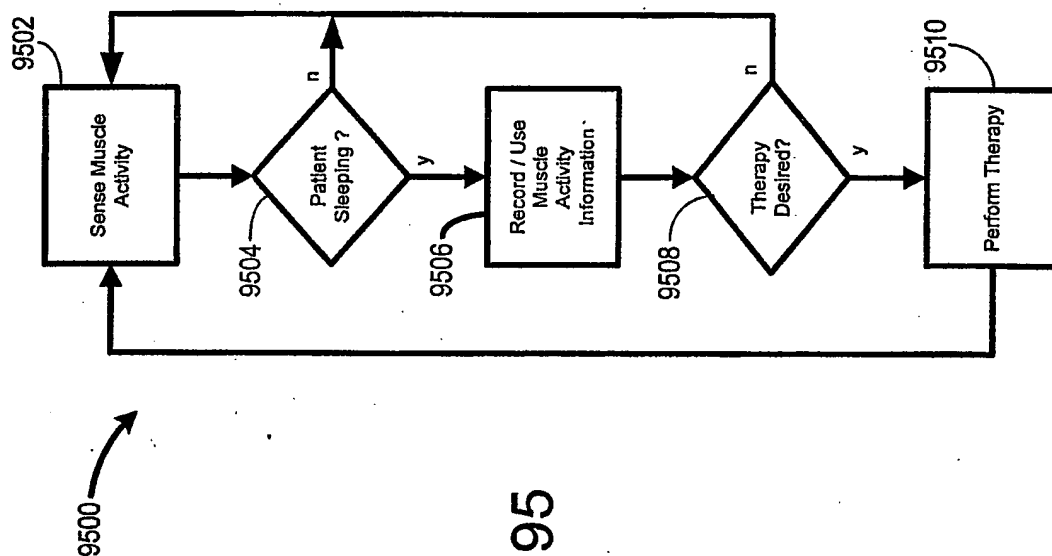 9500
9502
Sense Muscle
Activity
9504
Patient
Sleeping ?
n
y
9506
Record / Use
Muscle
Activity
Information
9508
Therapy
Desired?
n
y
9510
Perform Therapy
95